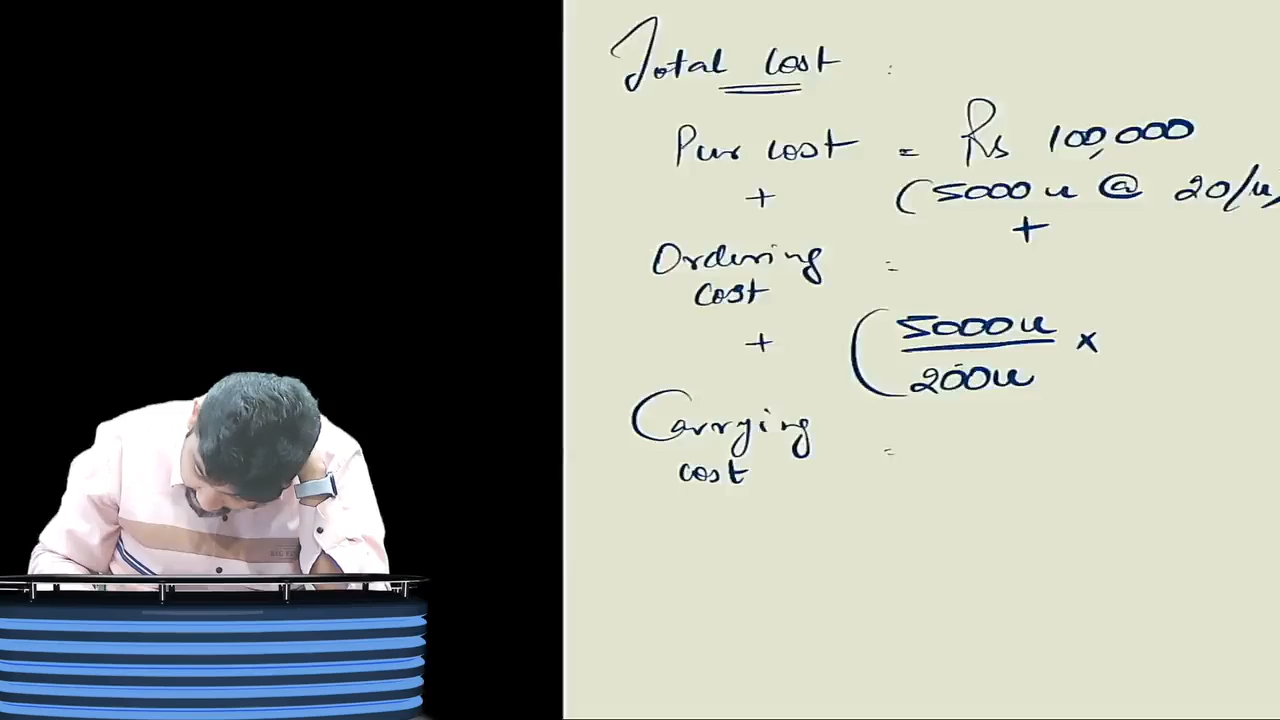 Total cost :
Pur cost = Rs 100,000
+ (5000u @ 20/u)
+
Ordering =
cost
+ (5000u ×
200u
Carrying =
cost